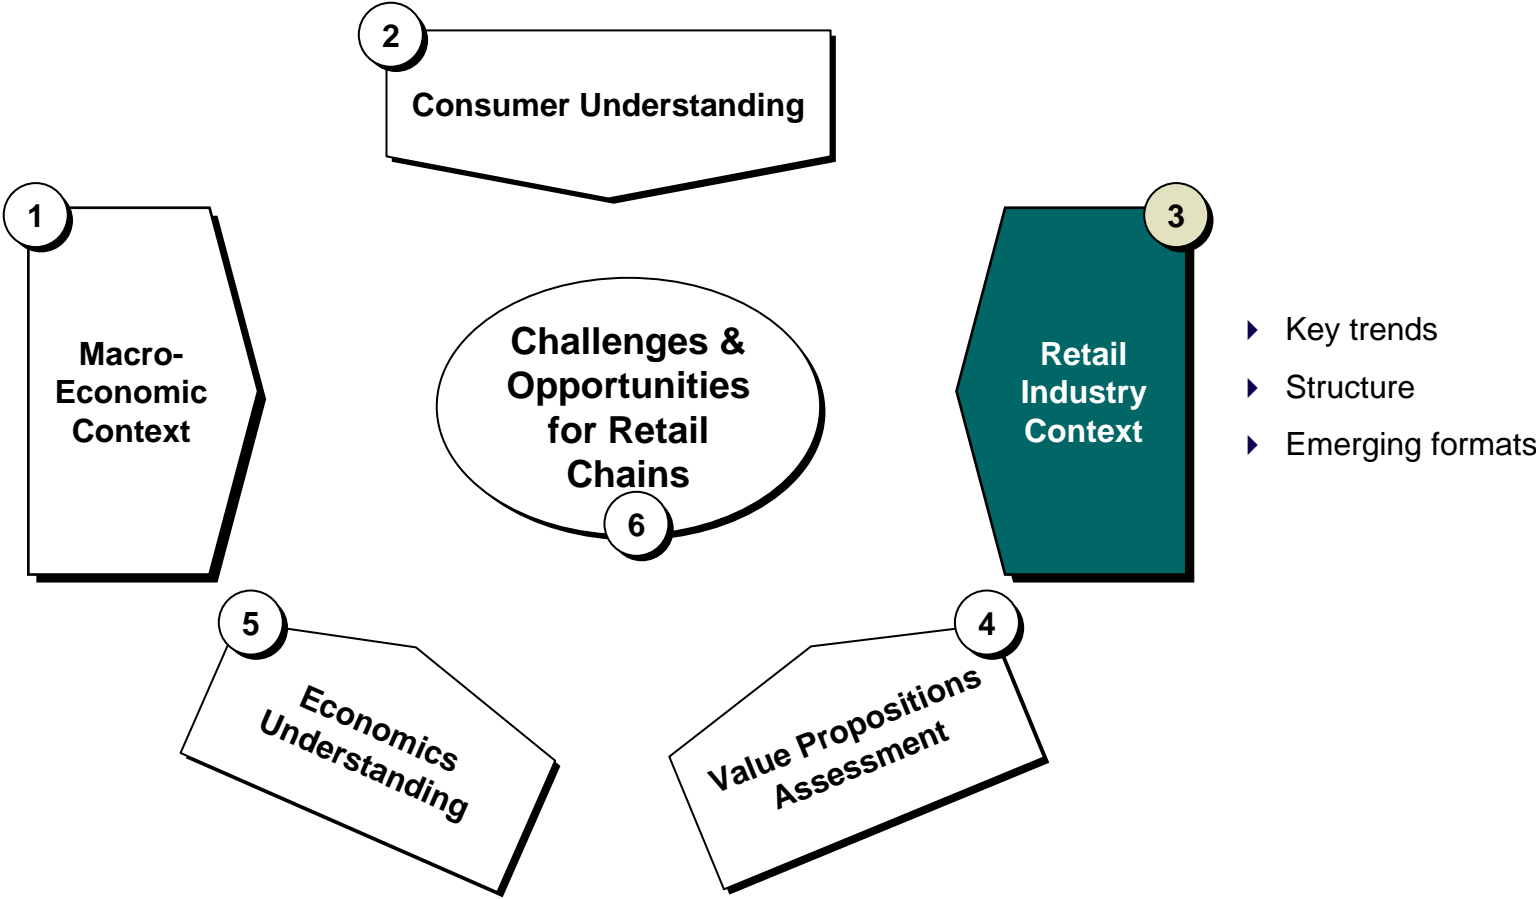 2
Consumer Understanding
1
Macro-
Economic
Context
3
Retail
Industry
Context
Key trends
Structure
Emerging formats
Challenges &
Opportunities
for Retail
Chains
6
5
Economics
Understanding
4
Value Propositions
Assessment